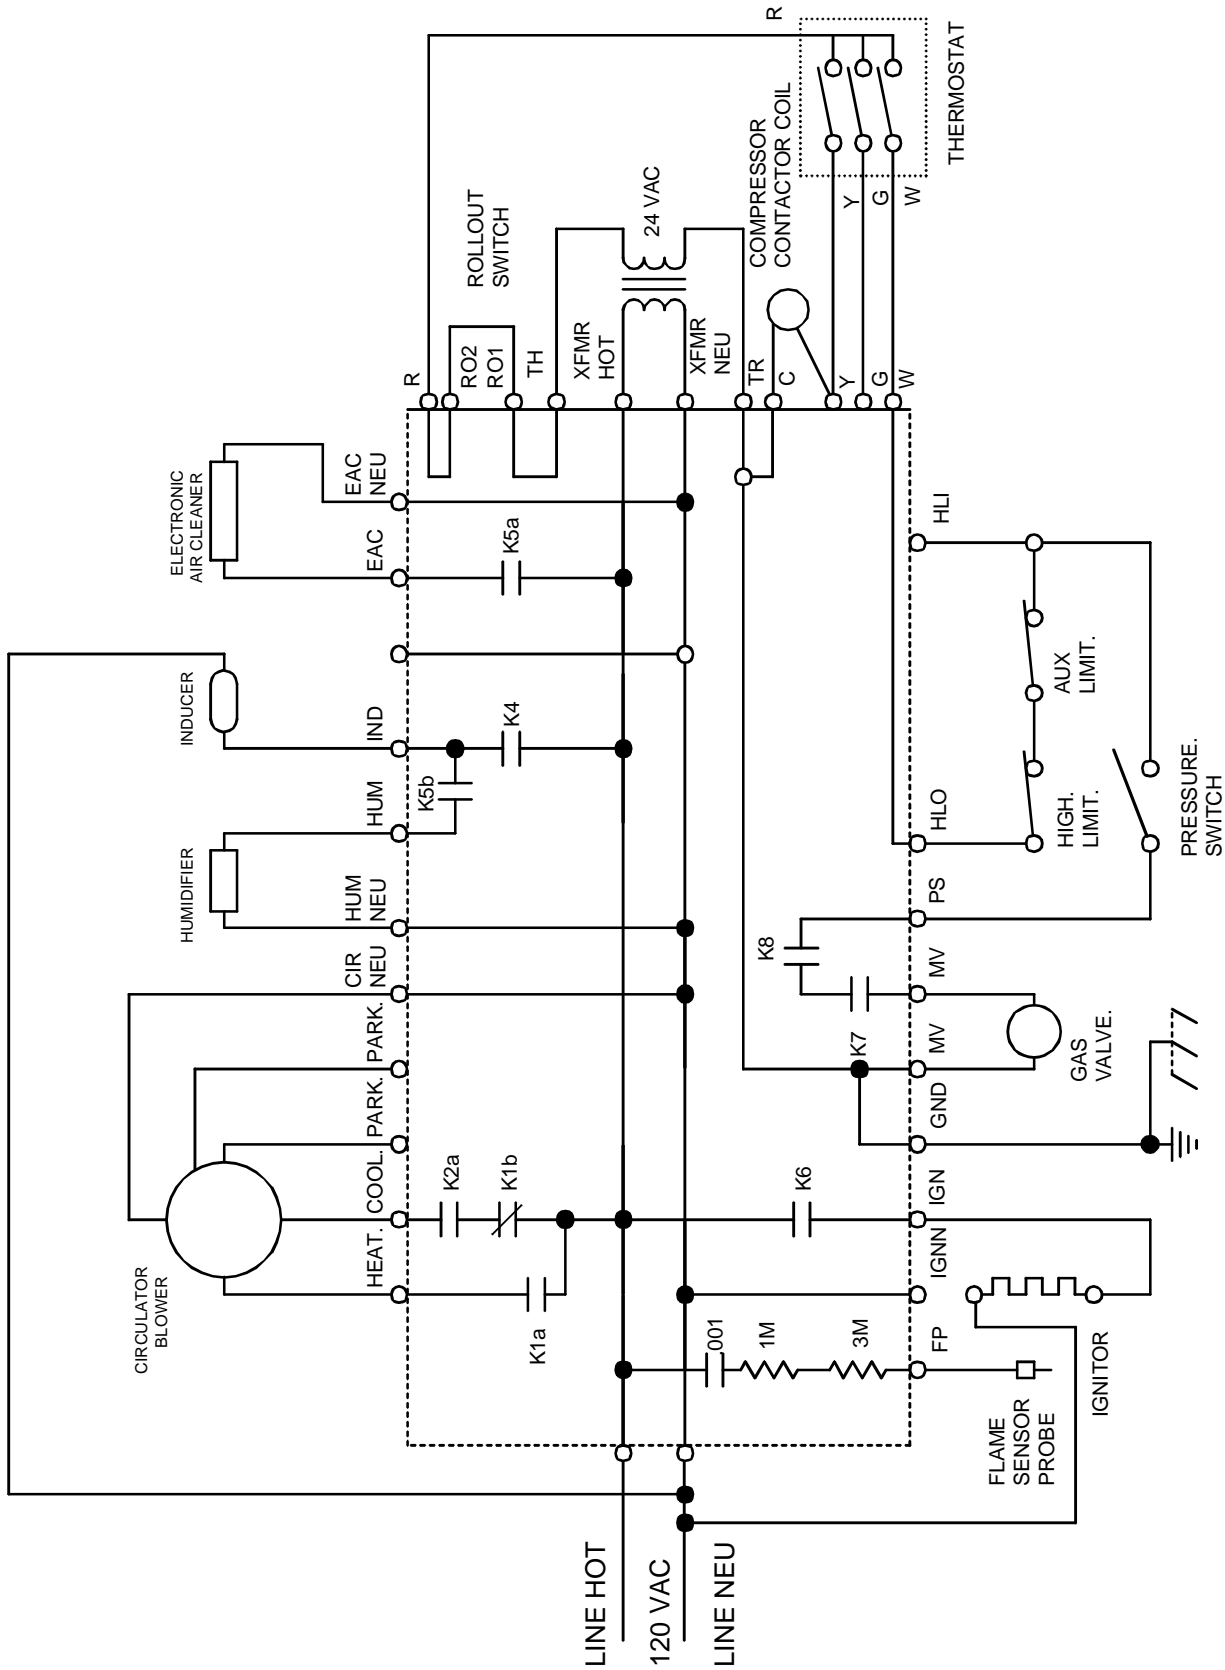 LINE HOT
120 VAC
LINE NEU
CIRCULATOR
BLOWER
HUMIDIFIER
INDUCER
ELECTRONIC
AIR CLEANER
HEAT.
COOL.
PARK.
PARK.
CIR
NEU
HUM
NEU
HUM
IND
EAC
EAC
NEU
K1a
K2a
K1b
K5b
K4
K5a
R
RO2
RO1
TH
XFMR
HOT
XFMR
NEU
TR
C
Y
G
W
ROLLOUT
SWITCH
24 VAC
COMPRESSOR
CONTACTOR COIL
R
Y
G
W
THERMOSTAT
.001
1M
3M
K6
K7
K8
FP
IGNN
IGN
GND
MV
MV
PS
HLO
HLI
FLAME
SENSOR
PROBE
IGNITOR
GAS
VALVE.
HIGH.
LIMIT.
AUX
LIMIT.
PRESSURE.
SWITCH